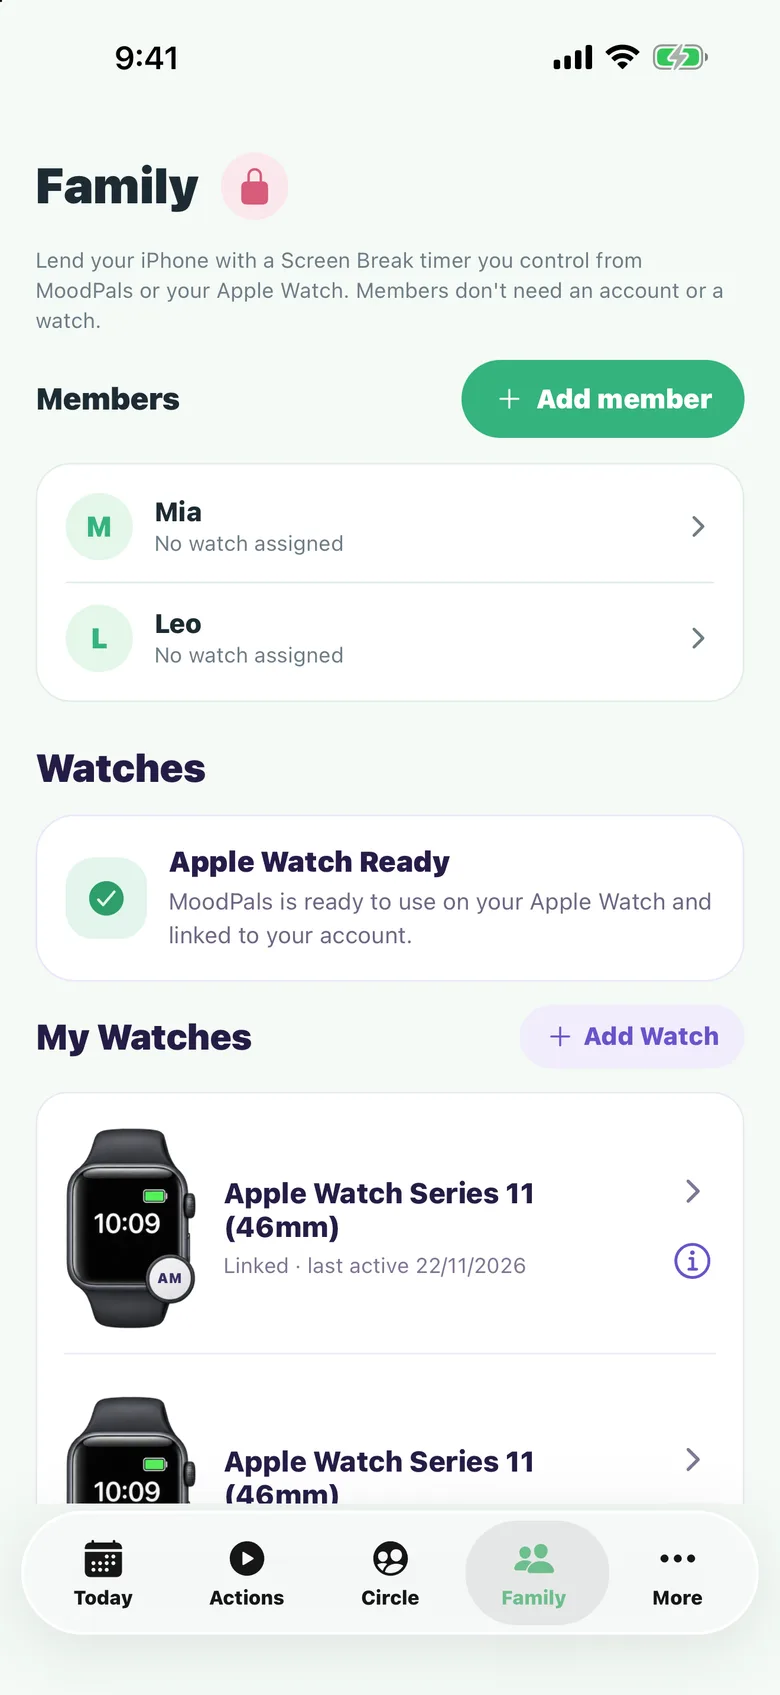 9:41
Family
Lend your iPhone with a Screen Break timer you control from
MoodPals or your Apple Watch. Members don't need an account or a
watch.
Members
+ Add member
M
Mia
No watch assigned
L
Leo
No watch assigned
Watches
Apple Watch Ready
MoodPals is ready to use on your Apple Watch and
linked to your account.
My Watches
+ Add Watch
10:09
AM
Apple Watch Series 11
(46mm)
Linked · last active 22/11/2026
10:09
Apple Watch Series 11
(46mm)
Today
Actions
Circle
Family
More